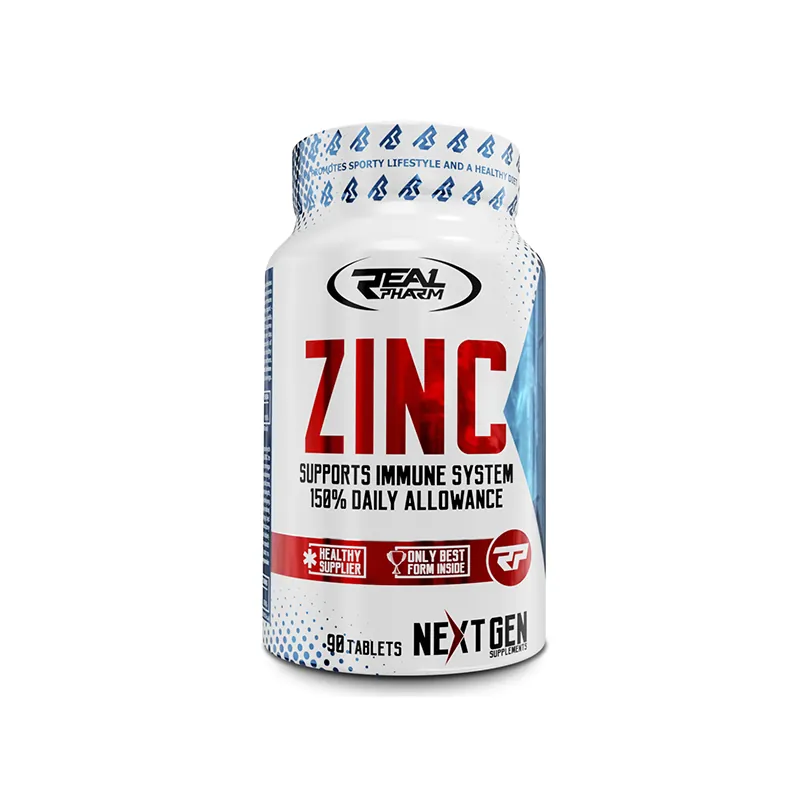 PROMOTES SPORTY LIFESTYLE AND A HEALTHY DIET
REAL
PHARM
ZINC
SUPPORTS IMMUNE SYSTEM
150% DAILY ALLOWANCE
HEALTHY
SUPPLIER
ONLY BEST
FORM INSIDE
RP
90 TABLETS
NEXT GEN
SUPPLEMENTS